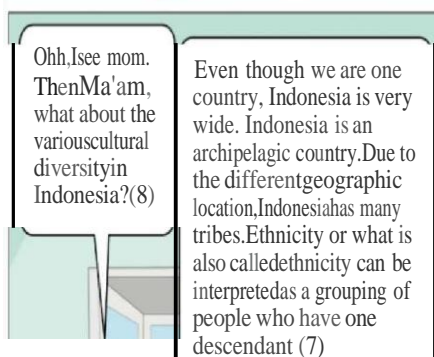 Ohh,Isee mom.
ThenMa'am,
what about the
variouscultural
diversityin
Indonesia?(8)
Even though we are one
country, Indonesia is very
wide. Indonesia is an
archipelagic country.Due to
the differentgeographic
location,Indonesiahas many
tribes.Ethnicity or what is
also calledethnicity can be
interpretedas a grouping of
people who have one
descendant (7)